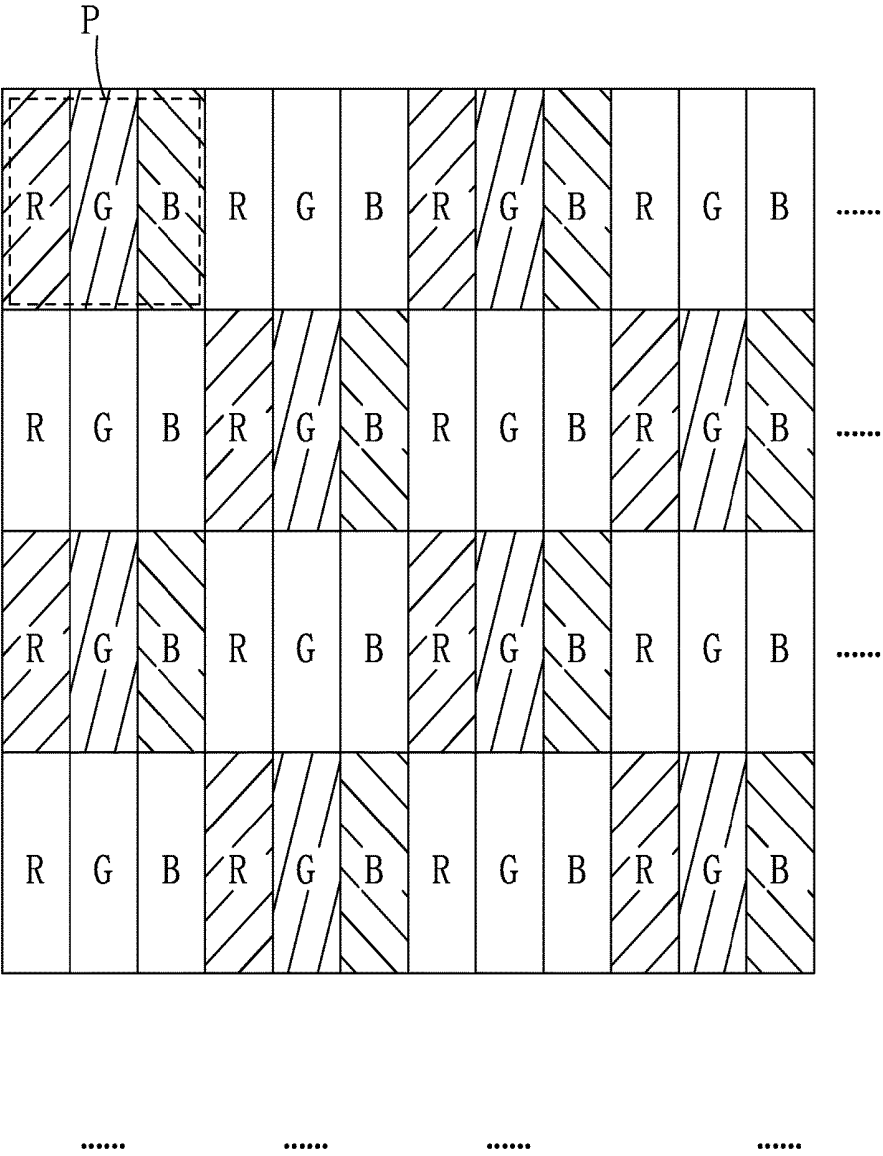 P
R G B R G B R G B R G B ......
R G B R G B R G B R G B ......
R G B R G B R G B R G B ......
R G B R G B R G B R G B
...... ...... ...... ......